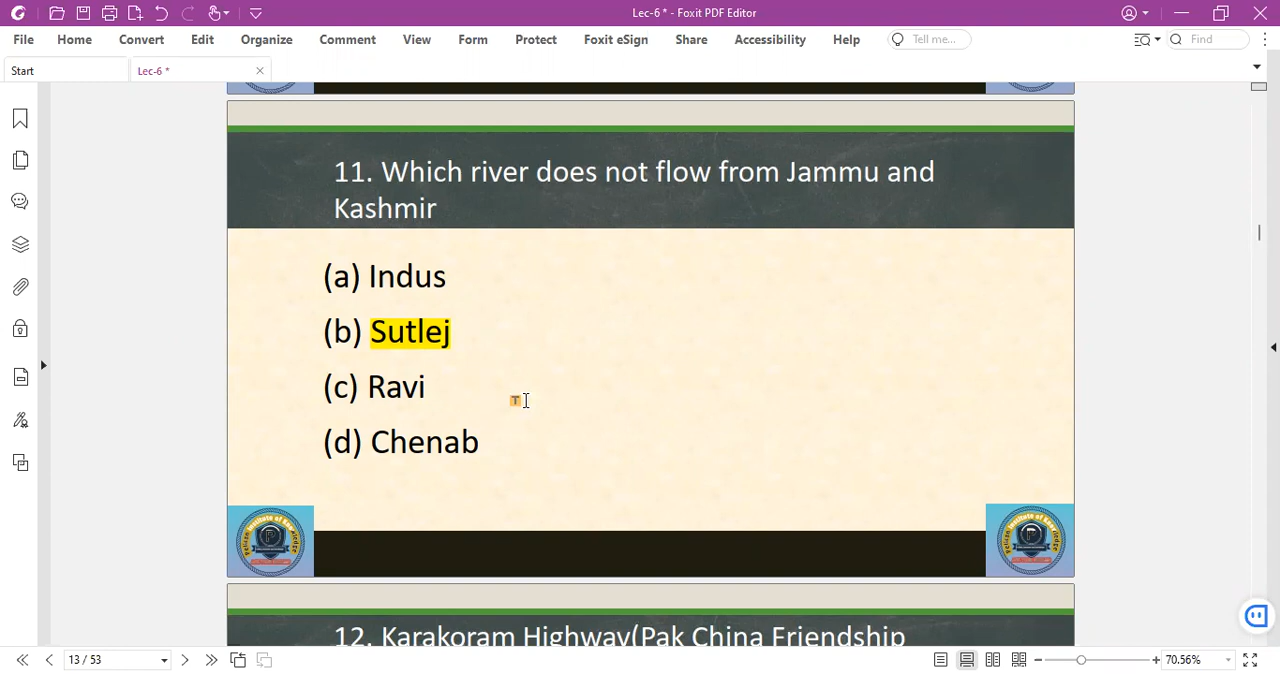 Lec-6 * - Foxit PDF Editor
File Home Convert Edit Organize Comment View Form Protect Foxit eSign Share Accessibility Help Tell me... Find
Start Lec-6 *
11. Which river does not flow from Jammu and
Kashmir
(a) Indus
(b) Sutlej
(c) Ravi
(d) Chenab
12. Karakoram Highway(Pak China Friendship
13 / 53 70.56%